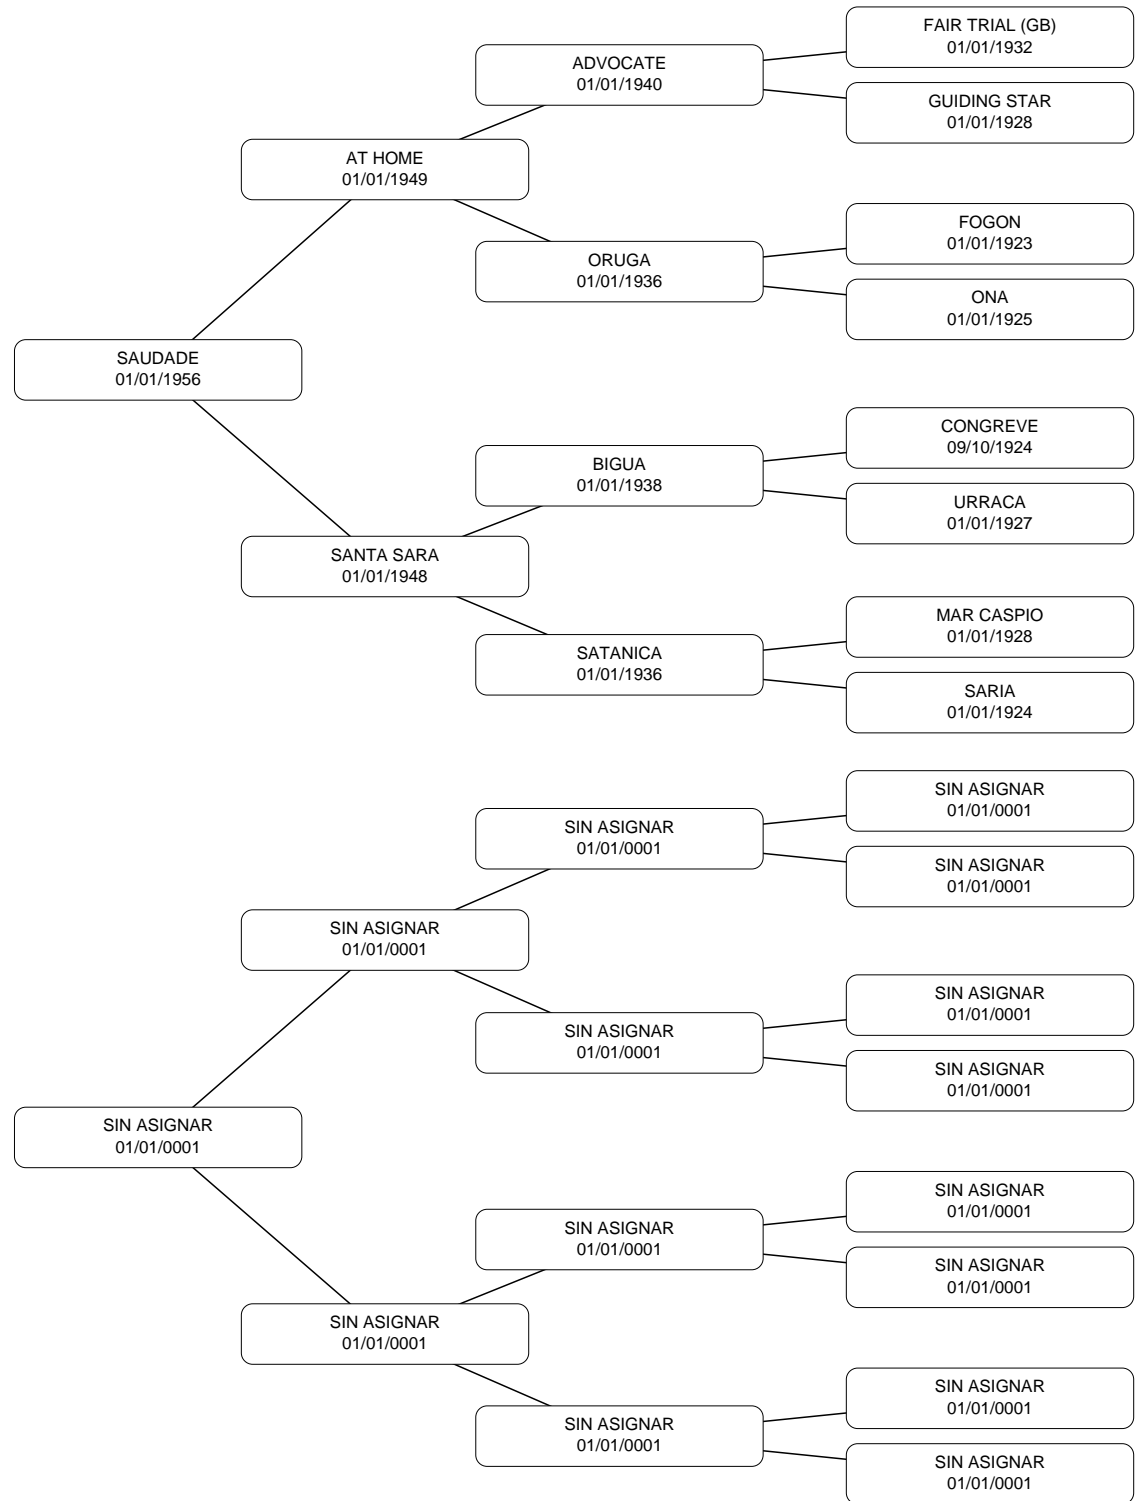 FAIR TRIAL (GB)
01/01/1932
ADVOCATE
01/01/1940
GUIDING STAR
01/01/1928
AT HOME
01/01/1949
FOGON
01/01/1923
ORUGA
01/01/1936
ONA
01/01/1925
SAUDADE
01/01/1956
CONGREVE
09/10/1924
BIGUA
01/01/1938
URRACA
01/01/1927
SANTA SARA
01/01/1948
MAR CASPIO
01/01/1928
SATANICA
01/01/1936
SARIA
01/01/1924
SIN ASIGNAR
01/01/0001
SIN ASIGNAR
01/01/0001
SIN ASIGNAR
01/01/0001
SIN ASIGNAR
01/01/0001
SIN ASIGNAR
01/01/0001
SIN ASIGNAR
01/01/0001
SIN ASIGNAR
01/01/0001
SIN ASIGNAR
01/01/0001
SIN ASIGNAR
01/01/0001
SIN ASIGNAR
01/01/0001
SIN ASIGNAR
01/01/0001
SIN ASIGNAR
01/01/0001
SIN ASIGNAR
01/01/0001
SIN ASIGNAR
01/01/0001
SIN ASIGNAR
01/01/0001